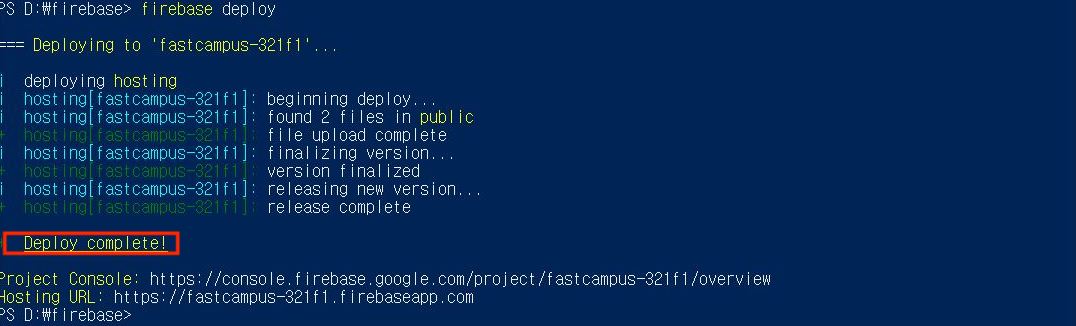 PS D:₩firebase> firebase deploy
=== Deploying to 'fastcampus-321f1'...
i deploying hosting
i hosting[fastcampus-321f1]: beginning deploy...
i hosting[fastcampus-321f1]: found 2 files in public
+ hosting[fastcampus-321f1]: file upload complete
i hosting[fastcampus-321f1]: finalizing version...
+ hosting[fastcampus-321f1]: version finalized
i hosting[fastcampus-321f1]: releasing new version...
+ hosting[fastcampus-321f1]: release complete
+ Deploy complete!
Project Console: https://console.firebase.google.com/project/fastcampus-321f1/overview
Hosting URL: https://fastcampus-321f1.firebaseapp.com
PS D:₩firebase>